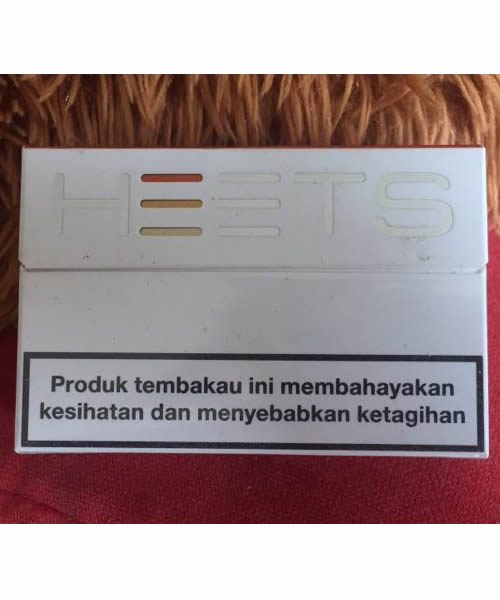 HEETS
Produk tembakau ini membahayakan
kesihatan dan menyebabkan ketagihan